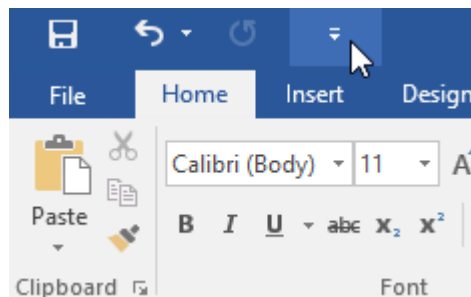 File Home Insert Design
Calibri (Body) 11 A
Paste B I U abc X₂ X²
Clipboard Font